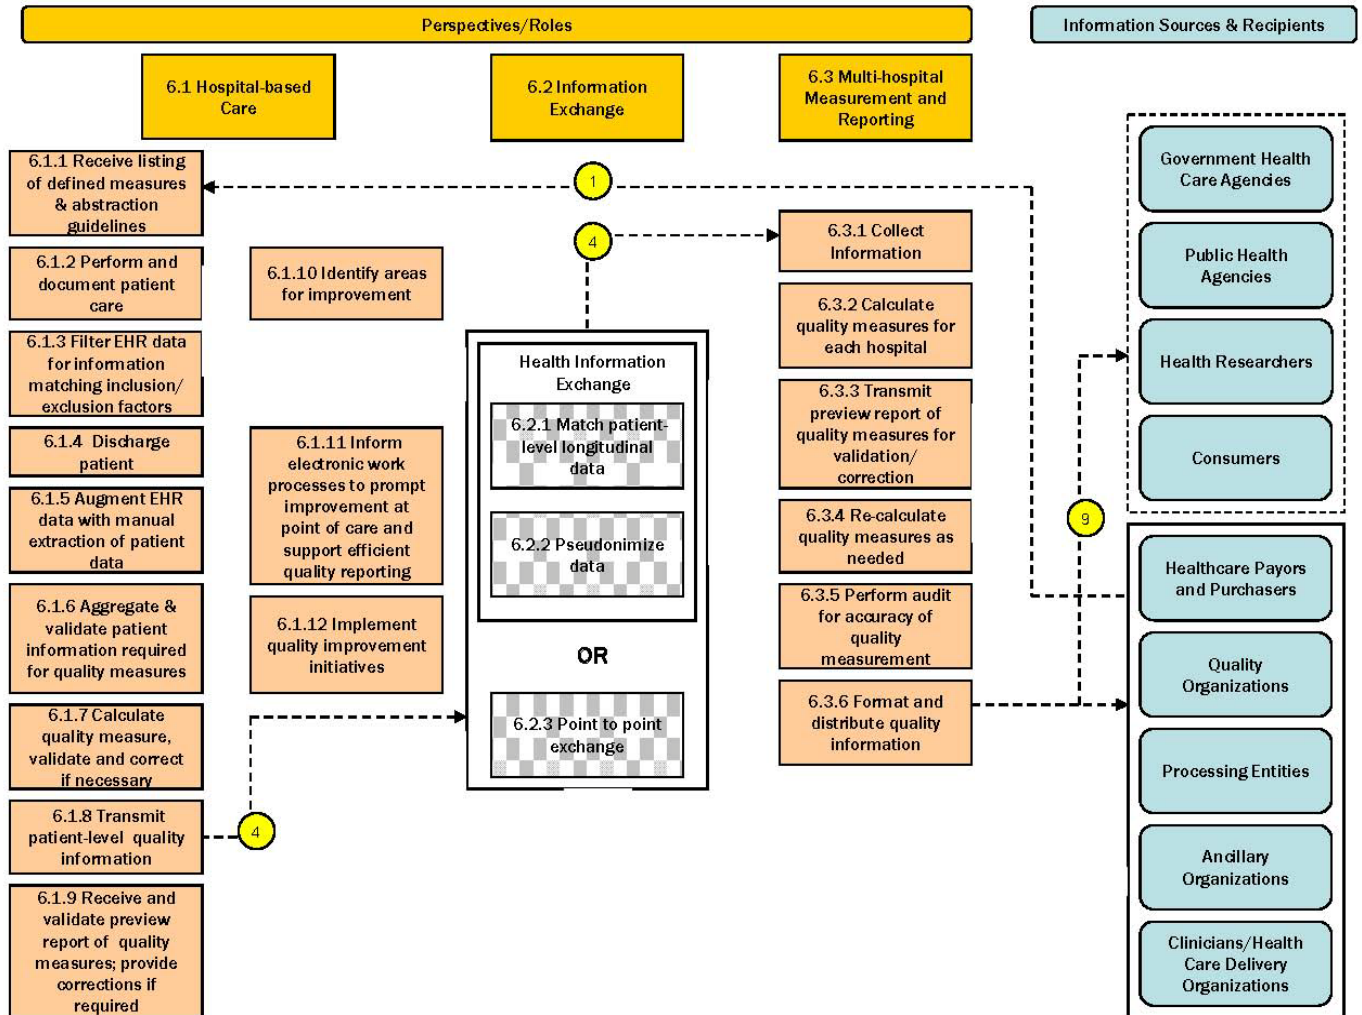 Perspectives/Roles
Information Sources & Recipients
6.1 Hospital-based
Care
6.2 Information
Exchange
6.3 Multi-hospital
Measurement and
Reporting
6.1.1 Receive listing
of defined measures
& abstraction
guidelines
6.1.2 Perform and
document patient
care
6.1.3 Filter EHR data
for information
matching inclusion/
exclusion factors
6.1.4 Discharge
patient
6.1.5 Augment EHR
data with manual
extraction of patient
data
6.1.6 Aggregate &
validate patient
information required
for quality measures
6.1.7 Calculate
quality measure,
validate and correct
if necessary
6.1.8 Transmit
patient-level quality
information
6.1.9 Receive and
validate preview
report of quality
measures; provide
corrections if
required
6.1.10 Identify areas
for improvement
6.1.11 Inform
electronic work
processes to prompt
improvement at
point of care and
support efficient
quality reporting
6.1.12 Implement
quality improvement
initiatives
4
1
4
Health Information
Exchange
6.2.1 Match patient-
level longitudinal
data
6.2.2 Pseudonimize
data
OR
6.2.3 Point to point
exchange
6.3.1 Collect
Information
6.3.2 Calculate
quality measures for
each hospital
6.3.3 Transmit
preview report of
quality measures for
validation/
correction
6.3.4 Re-calculate
quality measures as
needed
6.3.5 Perform audit
for accuracy of
quality
measurement
6.3.6 Format and
distribute quality
information
9
Government Health
Care Agencies
Public Health
Agencies
Health Researchers
Consumers
Healthcare Payors
and Purchasers
Quality
Organizations
Processing Entities
Ancillary
Organizations
Clinicians/Health
Care Delivery
Organizations